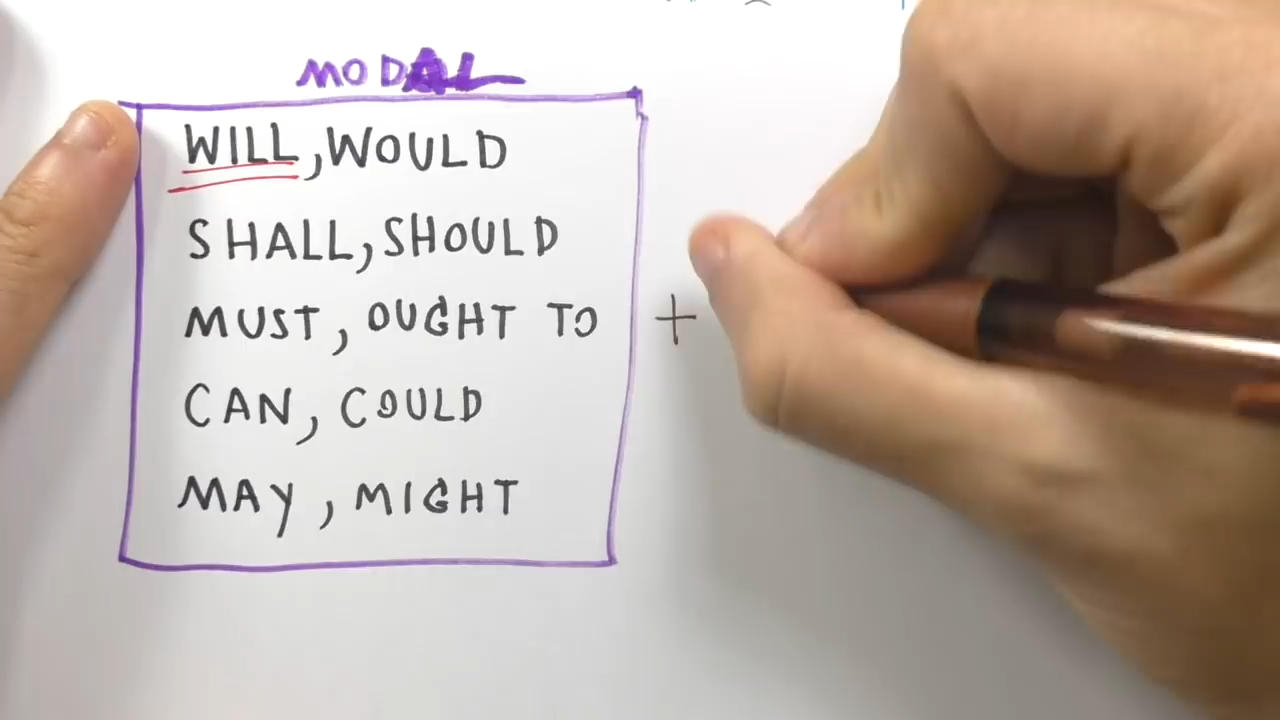 MODAL
WILL, WOULD
SHALL, SHOULD
MUST, OUGHT TO +
CAN, COULD
MAY, MIGHT